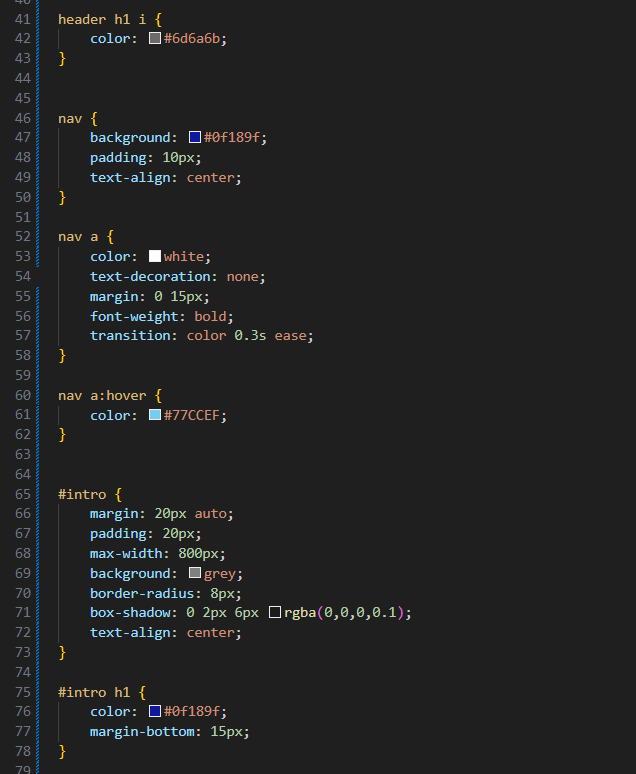 41 header h1 i {
42     color: #6d6a6b;
43 }
44
45
46 nav {
47     background: #0f189f;
48     padding: 10px;
49     text-align: center;
50 }
51
52 nav a {
53     color: white;
54     text-decoration: none;
55     margin: 0 15px;
56     font-weight: bold;
57     transition: color 0.3s ease;
58 }
59
60 nav a:hover {
61     color: #77CCEF;
62 }
63
64
65 #intro {
66     margin: 20px auto;
67     padding: 20px;
68     max-width: 800px;
69     background: grey;
70     border-radius: 8px;
71     box-shadow: 0 2px 6px rgba(0,0,0,0.1);
72     text-align: center;
73 }
74
75 #intro h1 {
76     color: #0f189f;
77     margin-bottom: 15px;
78 }
79